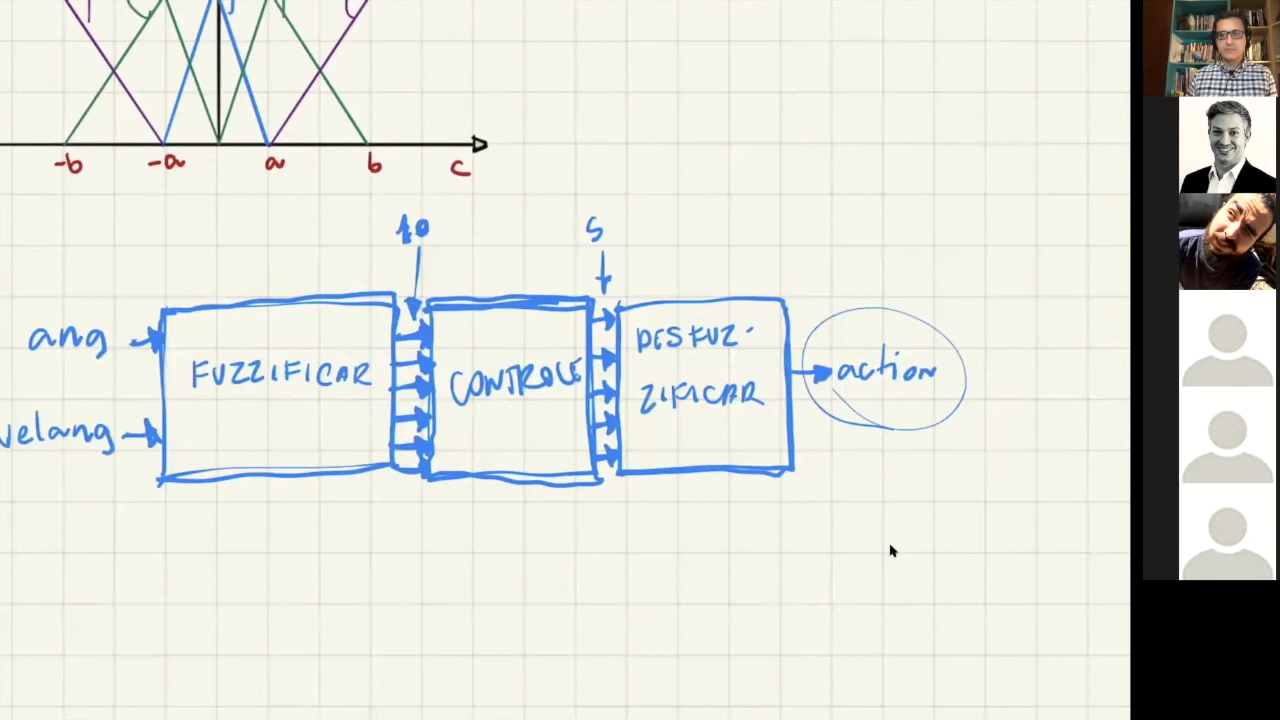 -b -a a b c
10 5
ang
FUZZIFICAR
CONTROLE
DESFUZ-
ZIFICAR
action
velang